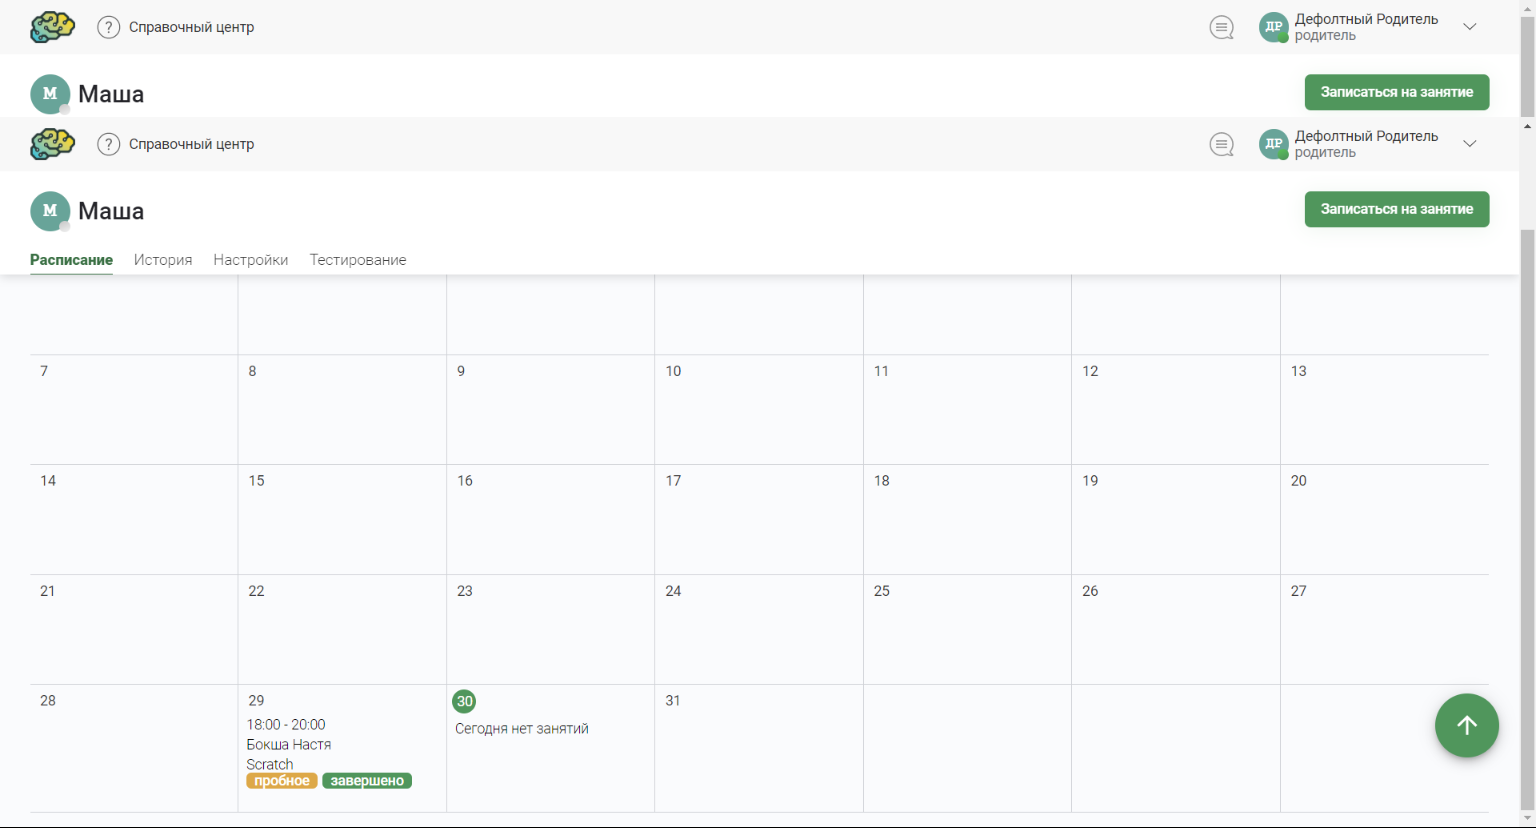 ? Справочный центр
ДР Дефолтный Родитель
родитель
М Маша
Записаться на занятие
? Справочный центр
ДР Дефолтный Родитель
родитель
М Маша
Записаться на занятие
Расписание История Настройки Тестирование
7 8 9 10 11 12 13
14 15 16 17 18 19 20
21 22 23 24 25 26 27
28 29 30 31
18:00 - 20:00
Бокша Настя
Scratch
пробное завершено
Сегодня нет занятий